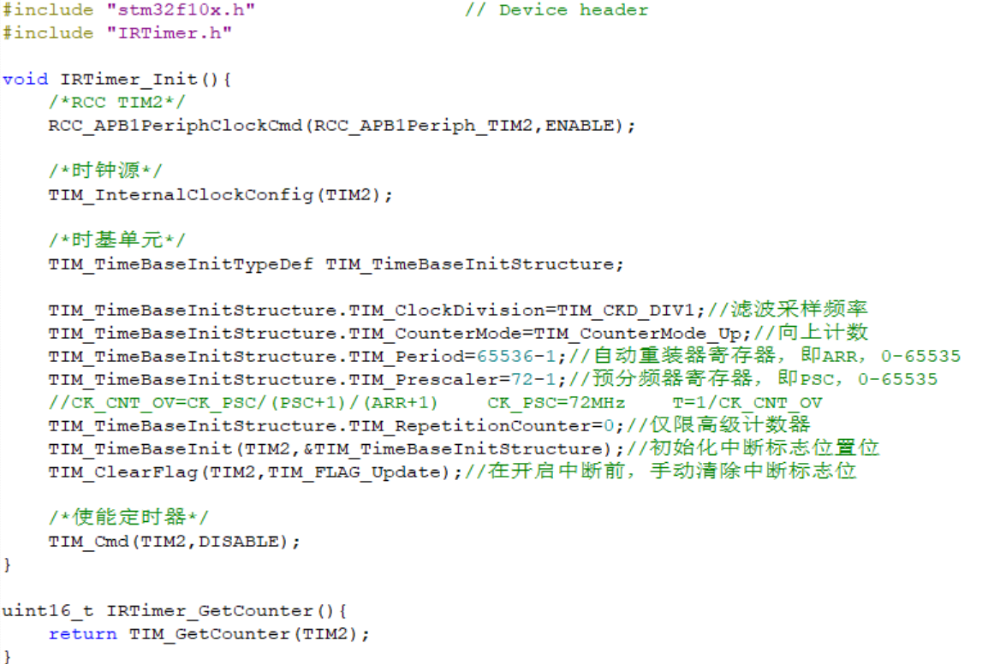 #include "stm32f10x.h"                  // Device header
#include "IRTimer.h"

void IRTimer_Init(){
    /*RCC TIM2*/
    RCC_APB1PeriphClockCmd(RCC_APB1Periph_TIM2,ENABLE);

    /*时钟源*/
    TIM_InternalClockConfig(TIM2);

    /*时基单元*/
    TIM_TimeBaseInitTypeDef TIM_TimeBaseInitStructure;

    TIM_TimeBaseInitStructure.TIM_ClockDivision=TIM_CKD_DIV1;//滤波采样频率
    TIM_TimeBaseInitStructure.TIM_CounterMode=TIM_CounterMode_Up;//向上计数
    TIM_TimeBaseInitStructure.TIM_Period=65536-1;//自动重装器寄存器，即ARR，0-65535
    TIM_TimeBaseInitStructure.TIM_Prescaler=72-1;//预分频器寄存器，即PSC，0-65535
    //CK_CNT_OV=CK_PSC/(PSC+1)/(ARR+1)    CK_PSC=72MHz    T=1/CK_CNT_OV
    TIM_TimeBaseInitStructure.TIM_RepetitionCounter=0;//仅限高级计数器
    TIM_TimeBaseInit(TIM2,&TIM_TimeBaseInitStructure);//初始化中断标志位置位
    TIM_ClearFlag(TIM2,TIM_FLAG_Update);//在开启中断前，手动清除中断标志位

    /*使能定时器*/
    TIM_Cmd(TIM2,DISABLE);
}

uint16_t IRTimer_GetCounter(){
    return TIM_GetCounter(TIM2);
}